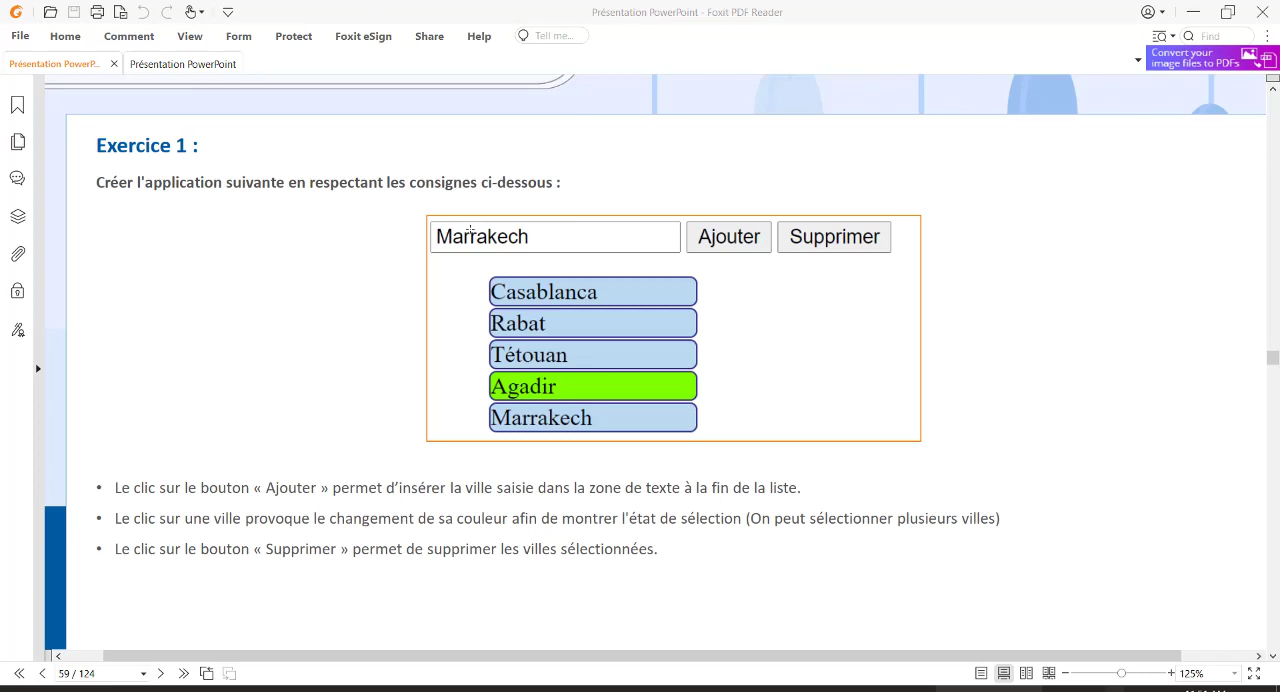 Présentation PowerPoint - Foxit PDF Reader
File Home Comment View Form Protect Foxit eSign Share Help Tell me... Find
Présentation PowerP... Présentation PowerPoint
Convert your
image files to PDFs
Exercice 1 :
Créer l'application suivante en respectant les consignes ci-dessous :
Marrakech Ajouter Supprimer
Casablanca
Rabat
Tétouan
Agadir
Marrakech
• Le clic sur le bouton « Ajouter » permet d'insérer la ville saisie dans la zone de texte à la fin de la liste.
• Le clic sur une ville provoque le changement de sa couleur afin de montrer l'état de sélection (On peut sélectionner plusieurs villes)
• Le clic sur le bouton « Supprimer » permet de supprimer les villes sélectionnées.
59 / 124 125%